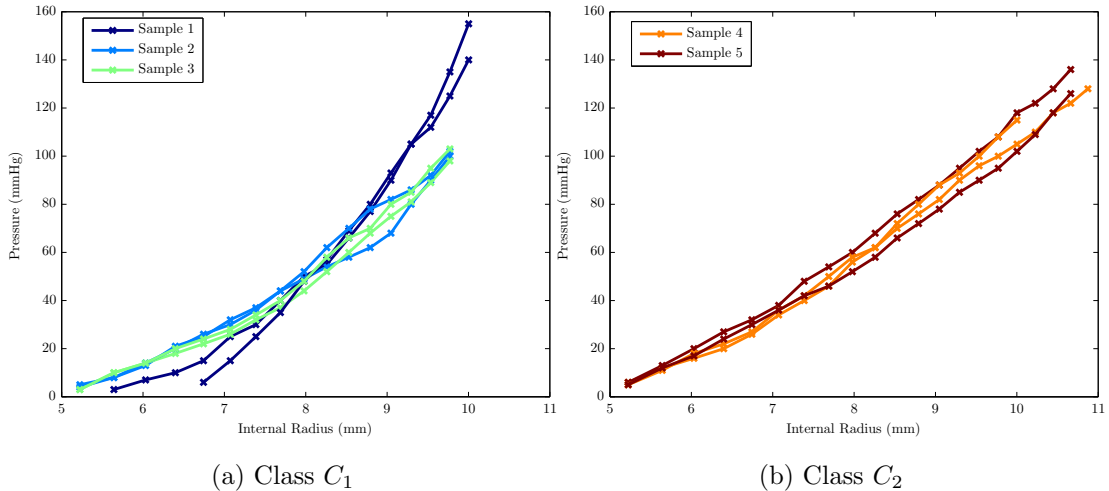 160
140
120
100
80
60
40
20
0
Pressure (mmHg)
5 6 7 8 9 10 11
Internal Radius (mm)
Sample 1
Sample 2
Sample 3
(a) Class C1
160
140
120
100
80
60
40
20
0
Pressure (mmHg)
5 6 7 8 9 10 11
Internal Radius (mm)
Sample 4
Sample 5
(b) Class C2